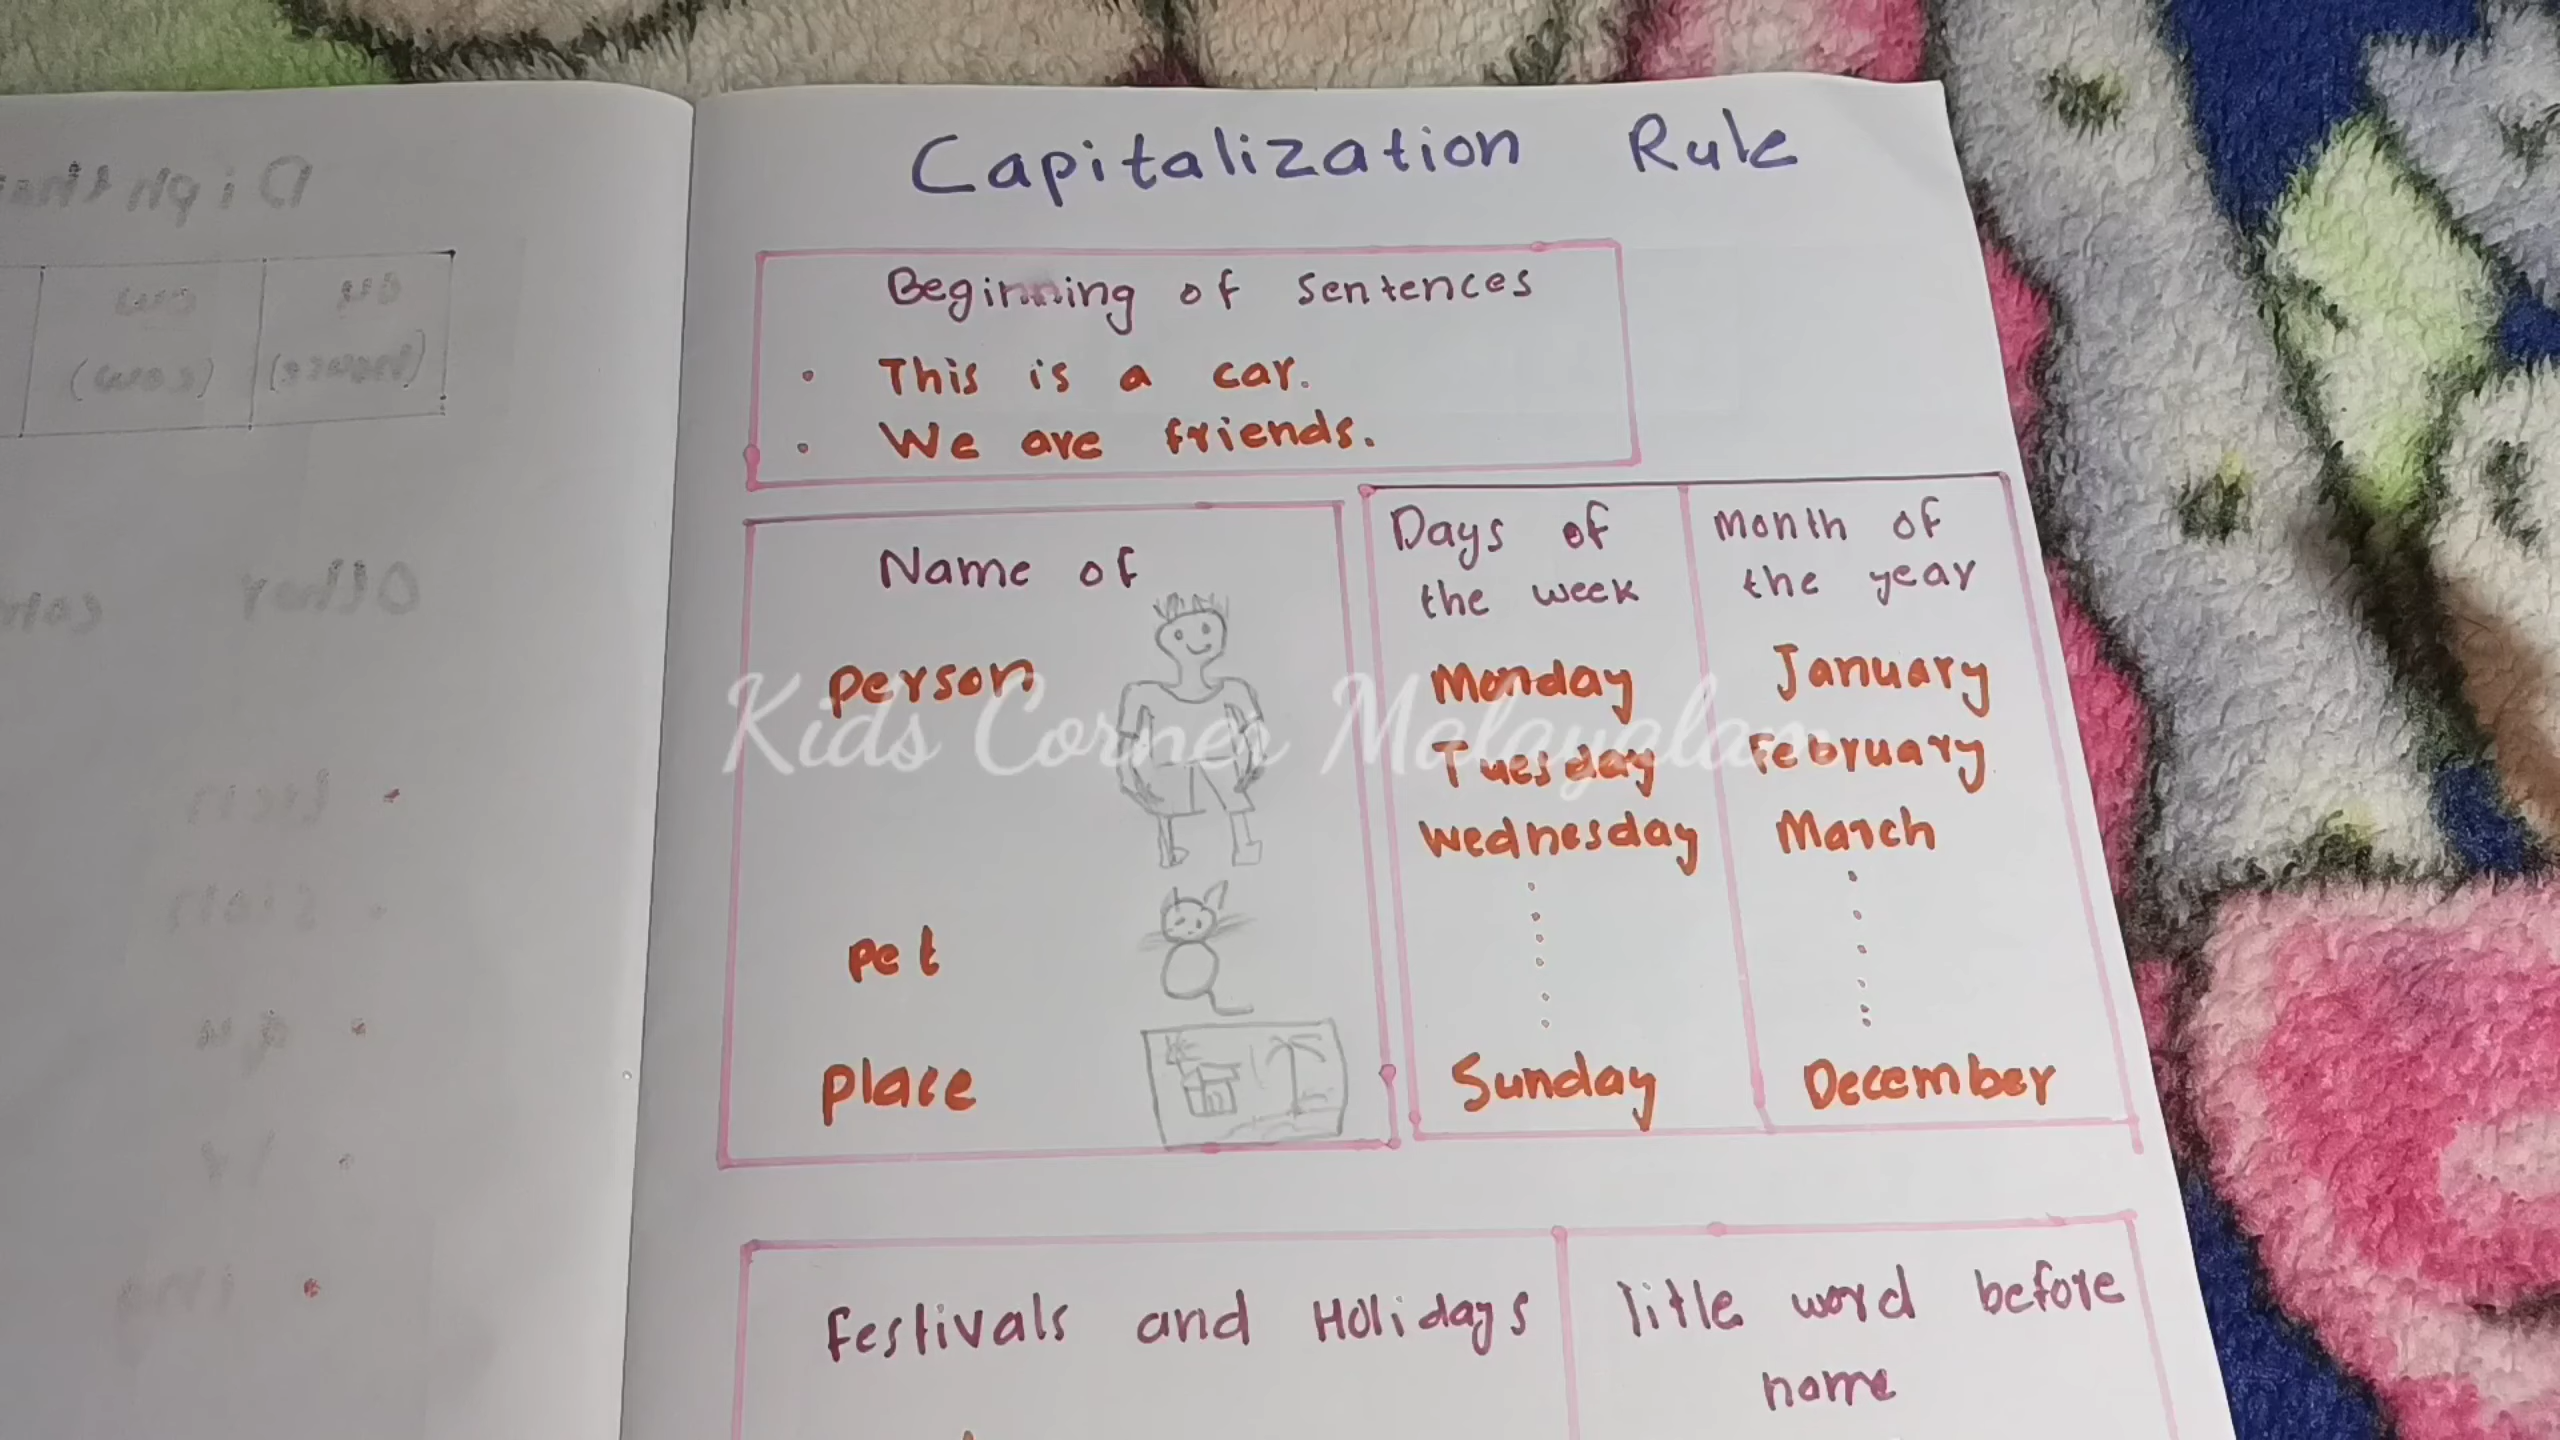 Capitalization Rule
Beginning of sentences
• This is a car.
• We are friends.
Name of
person
pet
place
Days of
the week
Monday
Tuesday
Wednesday
Sunday
Month of
the year
January
February
March
December
Festivals and Holidays
Title word before
name
Kids Corner Malayalam